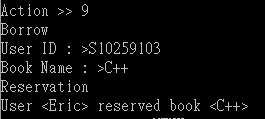 Action >> 9
Borrow
User ID : >S10259103
Book Name : >C++
Reservation
User <Eric> reserved book <C++>